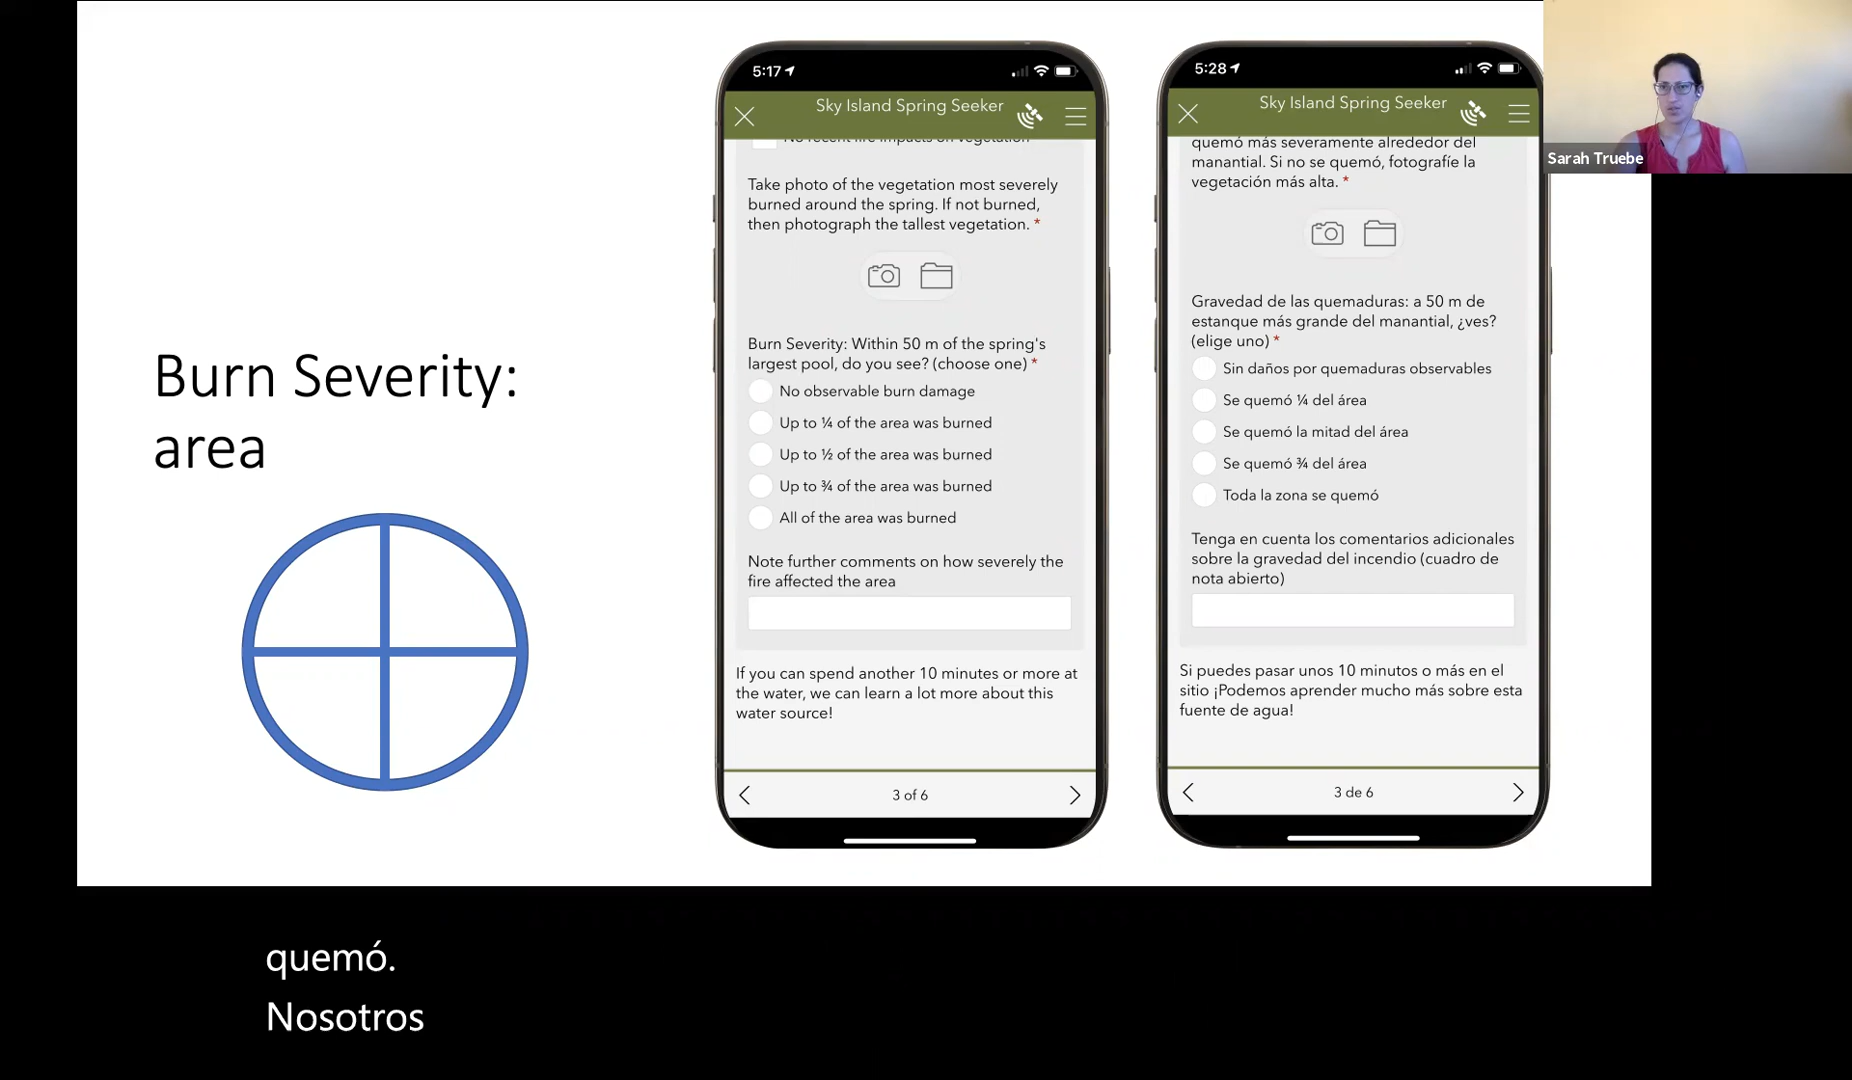 Burn Severity:
area
5:17
Sky Island Spring Seeker
No recent fire impacts on vegetation
Take photo of the vegetation most severely
burned around the spring. If not burned,
then photograph the tallest vegetation. *
Burn Severity: Within 50 m of the spring's
largest pool, do you see? (choose one) *
No observable burn damage
Up to ¼ of the area was burned
Up to ½ of the area was burned
Up to ¾ of the area was burned
All of the area was burned
Note further comments on how severely the
fire affected the area
If you can spend another 10 minutes or more at
the water, we can learn a lot more about this
water source!
3 of 6
5:28
Sky Island Spring Seeker
quemó más severamente alrededor del
manantial. Si no se quemó, fotografíe la
vegetación más alta. *
Gravedad de las quemaduras: a 50 m de
estanque más grande del manantial, ¿ves?
(elige uno) *
Sin daños por quemaduras observables
Se quemó ¼ del área
Se quemó la mitad del área
Se quemó ¾ del área
Toda la zona se quemó
Tenga en cuenta los comentarios adicionales
sobre la gravedad del incendio (cuadro de
nota abierto)
Si puedes pasar unos 10 minutos o más en el
sitio ¡Podemos aprender mucho más sobre esta
fuente de agua!
3 de 6
Sarah Truebe
quemó.
Nosotros